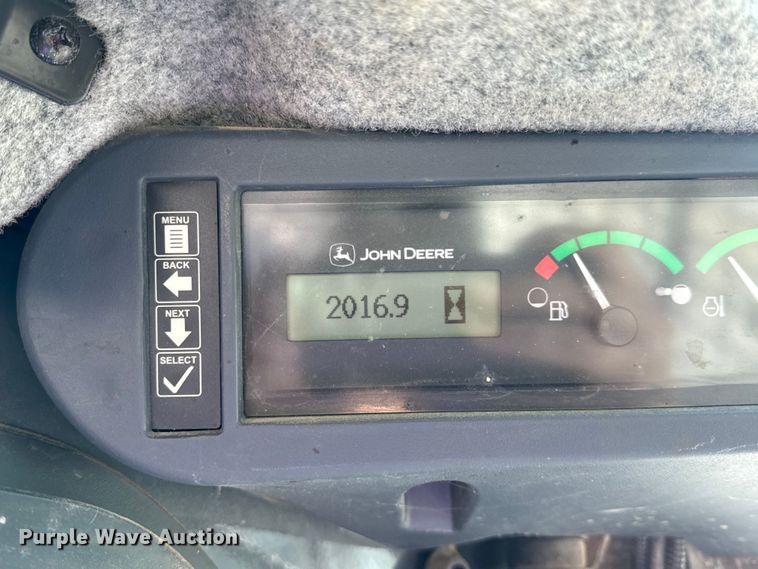 MENU
BACK
NEXT
SELECT
JOHN DEERE
2016.9
Purple Wave Auction